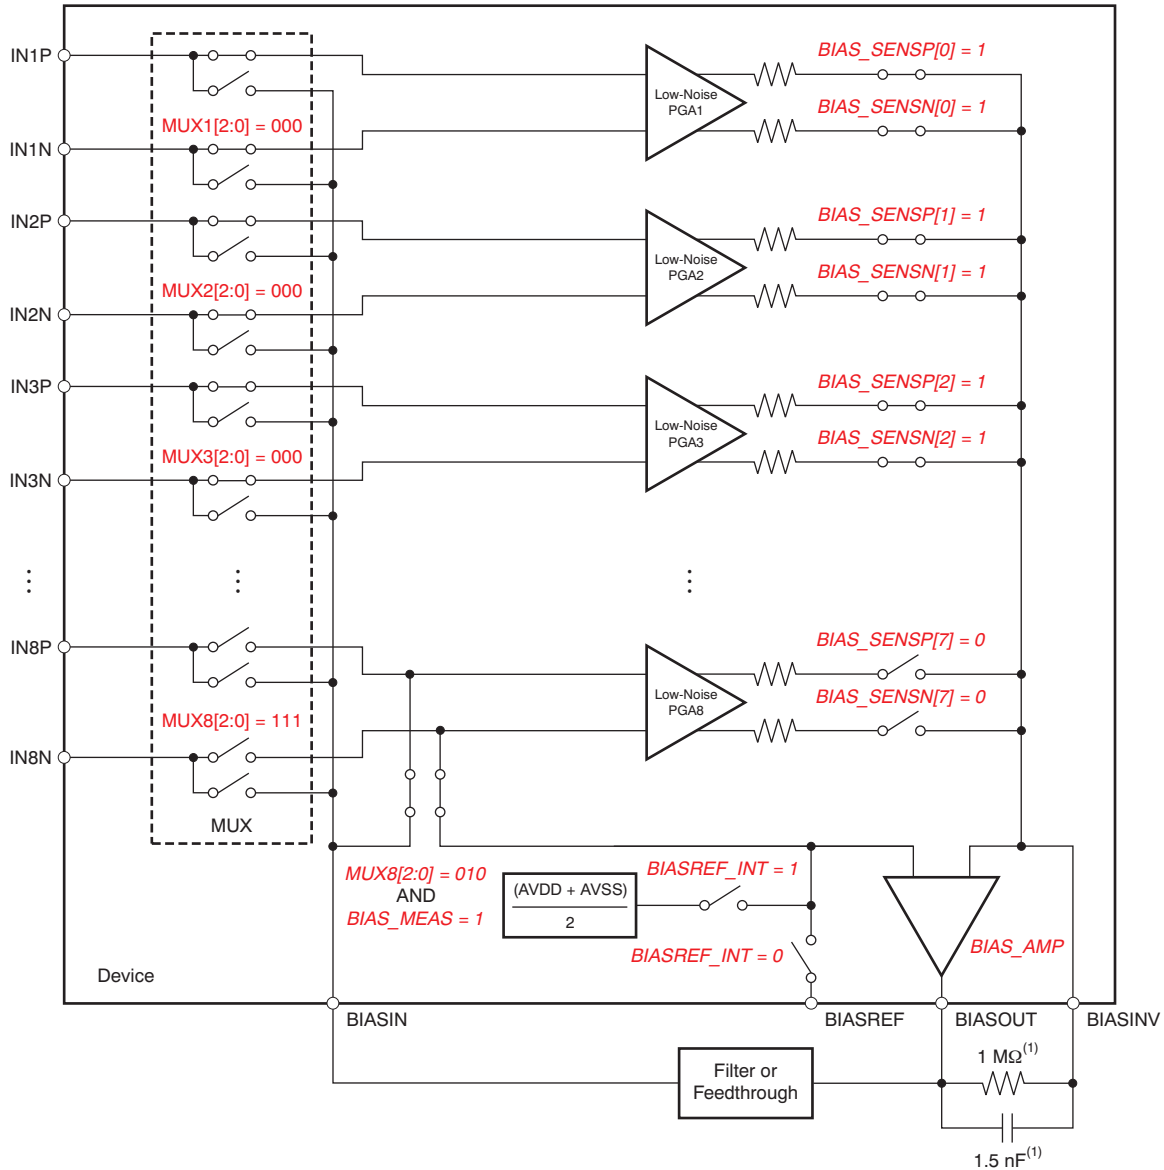 IN1P
BIAS_SENSP[0] = 1
Low-Noise
PGA1
BIAS_SENSN[0] = 1
MUX1[2:0] = 000
IN1N
IN2P
BIAS_SENSP[1] = 1
Low-Noise
PGA2
BIAS_SENSN[1] = 1
MUX2[2:0] = 000
IN2N
IN3P
BIAS_SENSP[2] = 1
Low-Noise
PGA3
BIAS_SENSN[2] = 1
MUX3[2:0] = 000
IN3N
IN8P
BIAS_SENSP[7] = 0
Low-Noise
PGA8
BIAS_SENSN[7] = 0
MUX8[2:0] = 111
IN8N
MUX
MUX8[2:0] = 010
AND
BIAS_MEAS = 1
(AVDD + AVSS)
2
BIASREF_INT = 1
BIASREF_INT = 0
BIAS_AMP
Device
BIASIN
BIASREF
BIASOUT
BIASINV
Filter or
Feedthrough
1 MΩ(1)
1.5 nF(1)